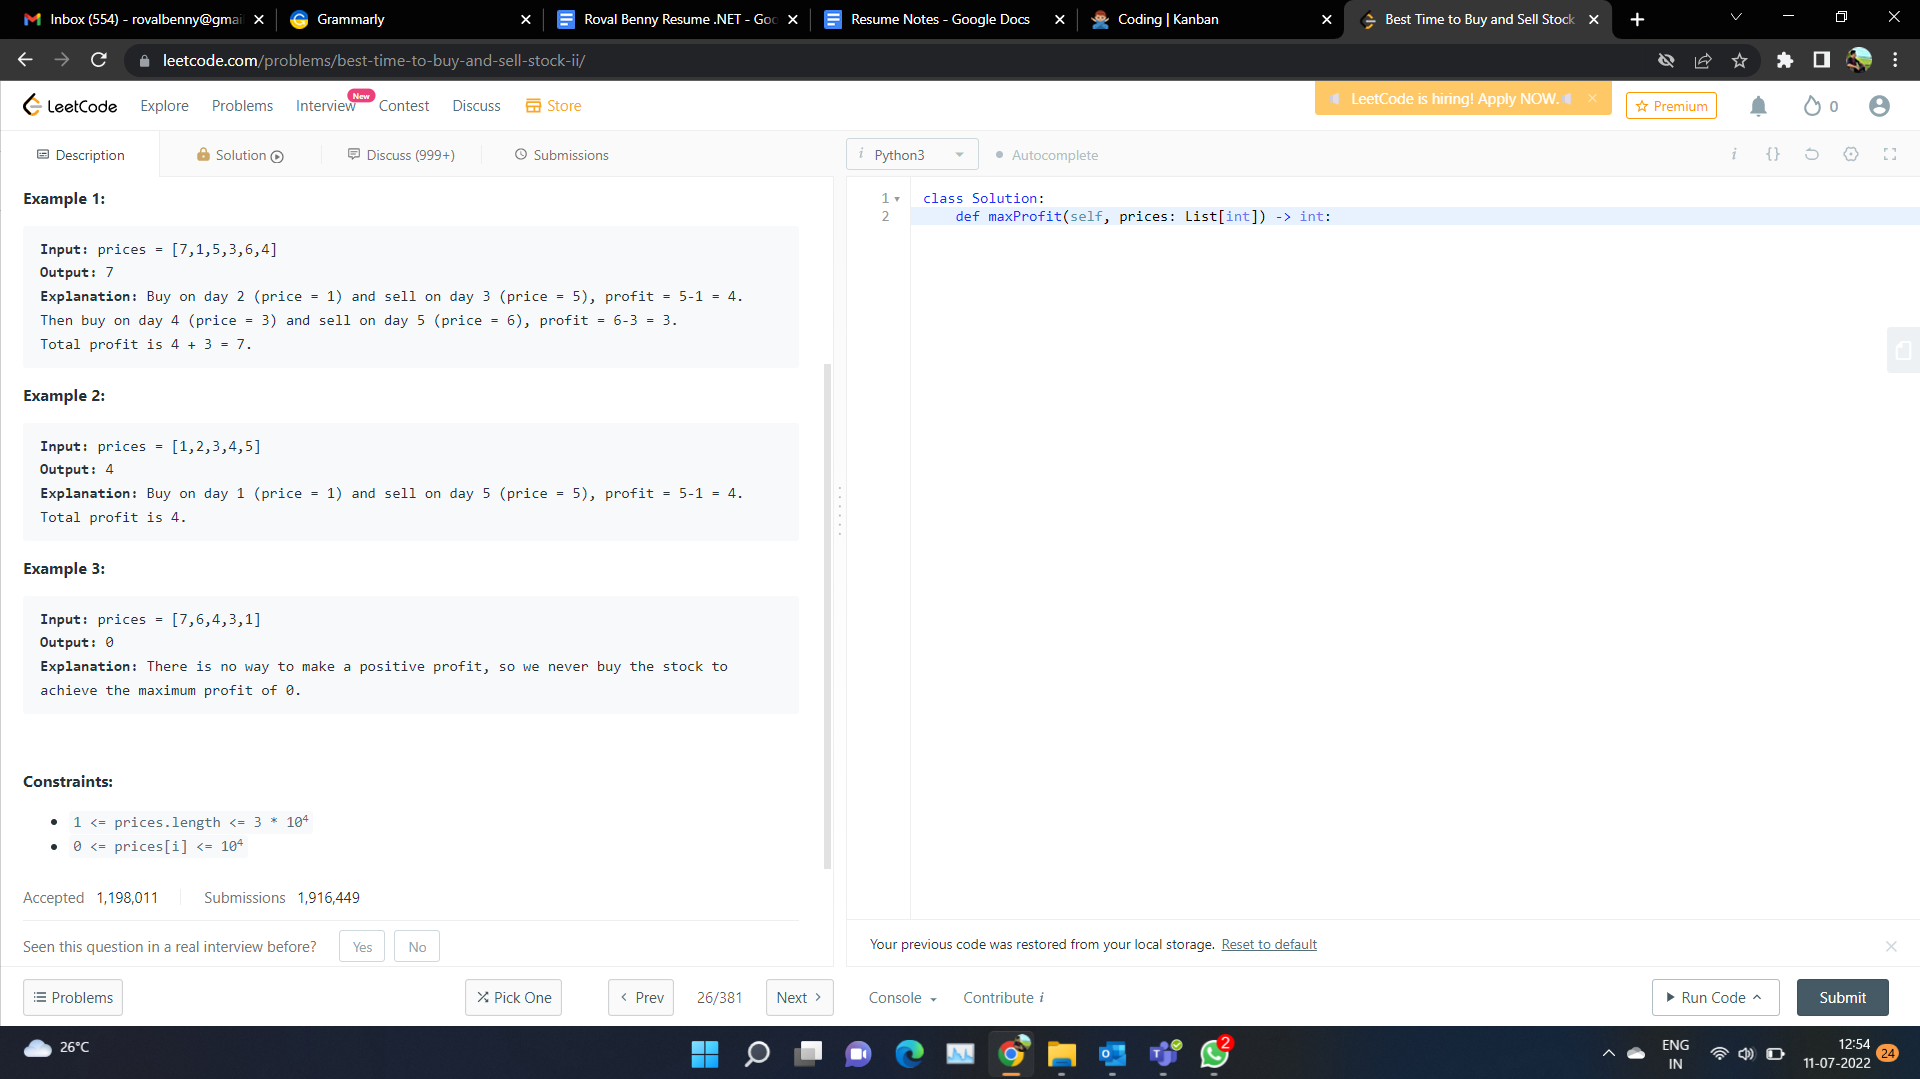 Inbox (554) - rovalbenny@gmai
Grammarly
Roval Benny Resume .NET - Goo
Resume Notes - Google Docs
Coding | Kanban
Best Time to Buy and Sell Stock
leetcode.com/problems/best-time-to-buy-and-sell-stock-ii/
LeetCode
Explore
Problems
Interview
New
Contest
Discuss
Store
LeetCode is hiring! Apply NOW.
Premium
0
Description
Solution
Discuss (999+)
Submissions
i Python3
Autocomplete
i {}
Example 1:
Input: prices = [7,1,5,3,6,4]
Output: 7
Explanation: Buy on day 2 (price = 1) and sell on day 3 (price = 5), profit = 5-1 = 4.
Then buy on day 4 (price = 3) and sell on day 5 (price = 6), profit = 6-3 = 3.
Total profit is 4 + 3 = 7.
Example 2:
Input: prices = [1,2,3,4,5]
Output: 4
Explanation: Buy on day 1 (price = 1) and sell on day 5 (price = 5), profit = 5-1 = 4.
Total profit is 4.
Example 3:
Input: prices = [7,6,4,3,1]
Output: 0
Explanation: There is no way to make a positive profit, so we never buy the stock to
achieve the maximum profit of 0.
Constraints:
• 1 <= prices.length <= 3 * 10⁴
• 0 <= prices[i] <= 10⁴
Accepted 1,198,011
Submissions 1,916,449
Seen this question in a real interview before?
Yes
No
1 class Solution:
2     def maxProfit(self, prices: List[int]) -> int:
Your previous code was restored from your local storage. Reset to default
Problems
Pick One
Prev
26/381
Next
Console
Contribute i
Run Code
Submit
26°C
2
ENG
IN
12:54
11-07-2022
24